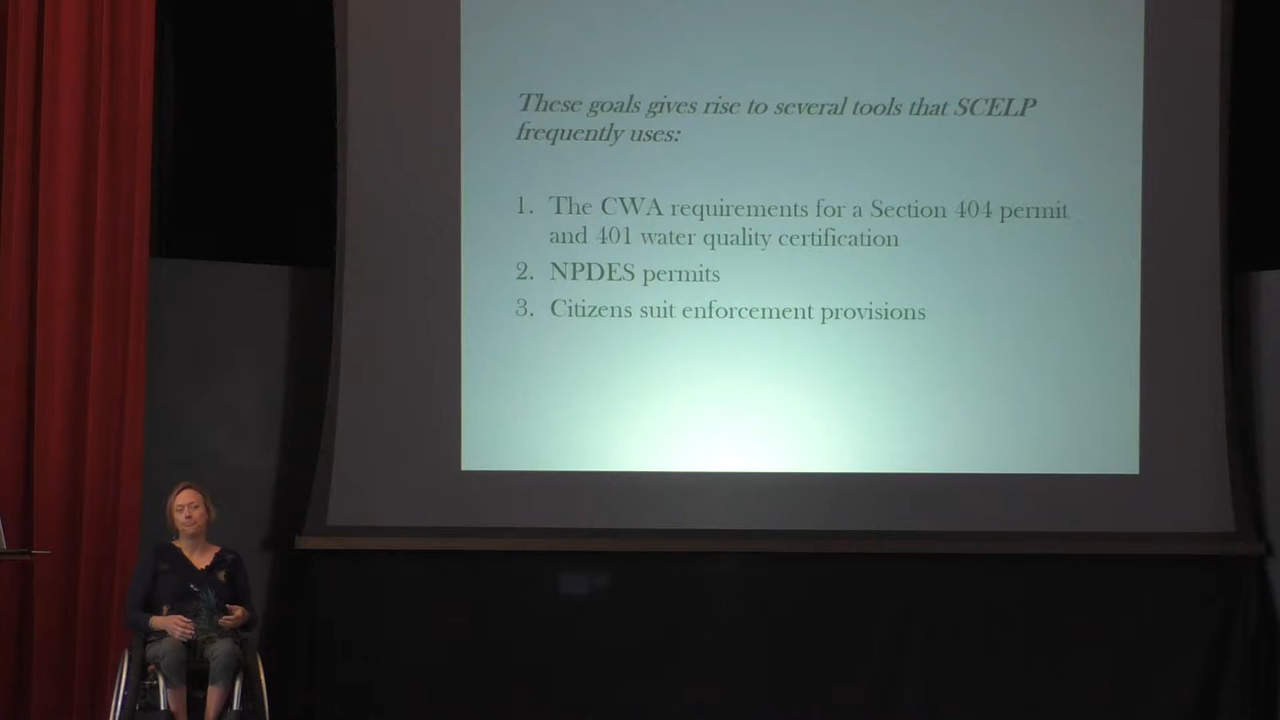 These goals gives rise to several tools that SCELP
frequently uses:
1. The CWA requirements for a Section 404 permit
and 401 water quality certification
2. NPDES permits
3. Citizens suit enforcement provisions